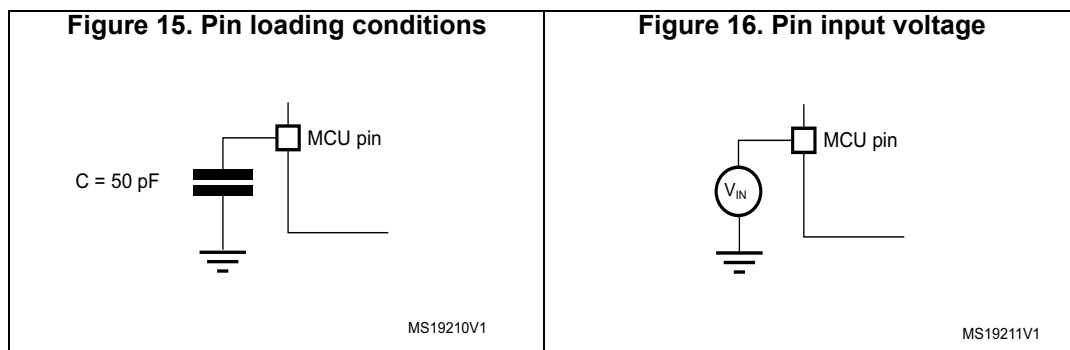 Figure 15. Pin loading conditions
MCU pin
C = 50 pF
MS19210V1
Figure 16. Pin input voltage
MCU pin
VIN
MS19211V1